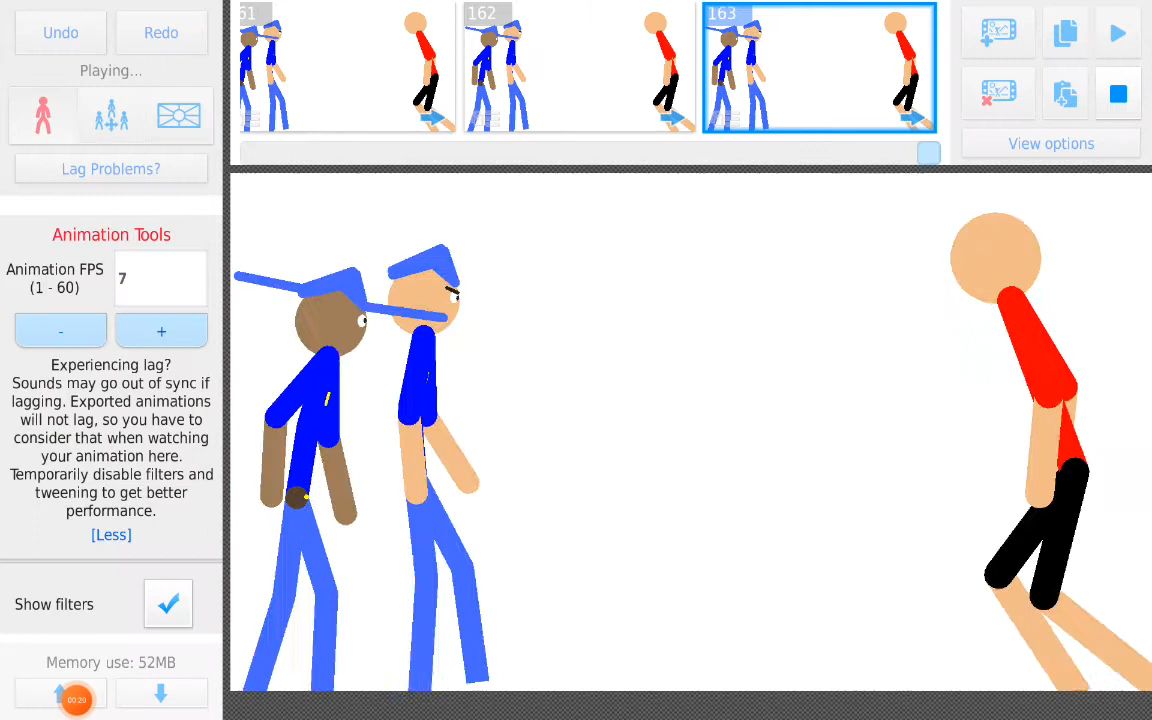 Undo
Redo
Playing...
Lag Problems?
Animation Tools
Animation FPS
(1 - 60)
7
-
+
Experiencing lag?
Sounds may go out of sync if
lagging. Exported animations
will not lag, so you have to
consider that when watching
your animation here.
Temporarily disable filters and
tweening to get better
performance.
[Less]
Show filters
Memory use: 52MB
00:20
61
162
163
View options